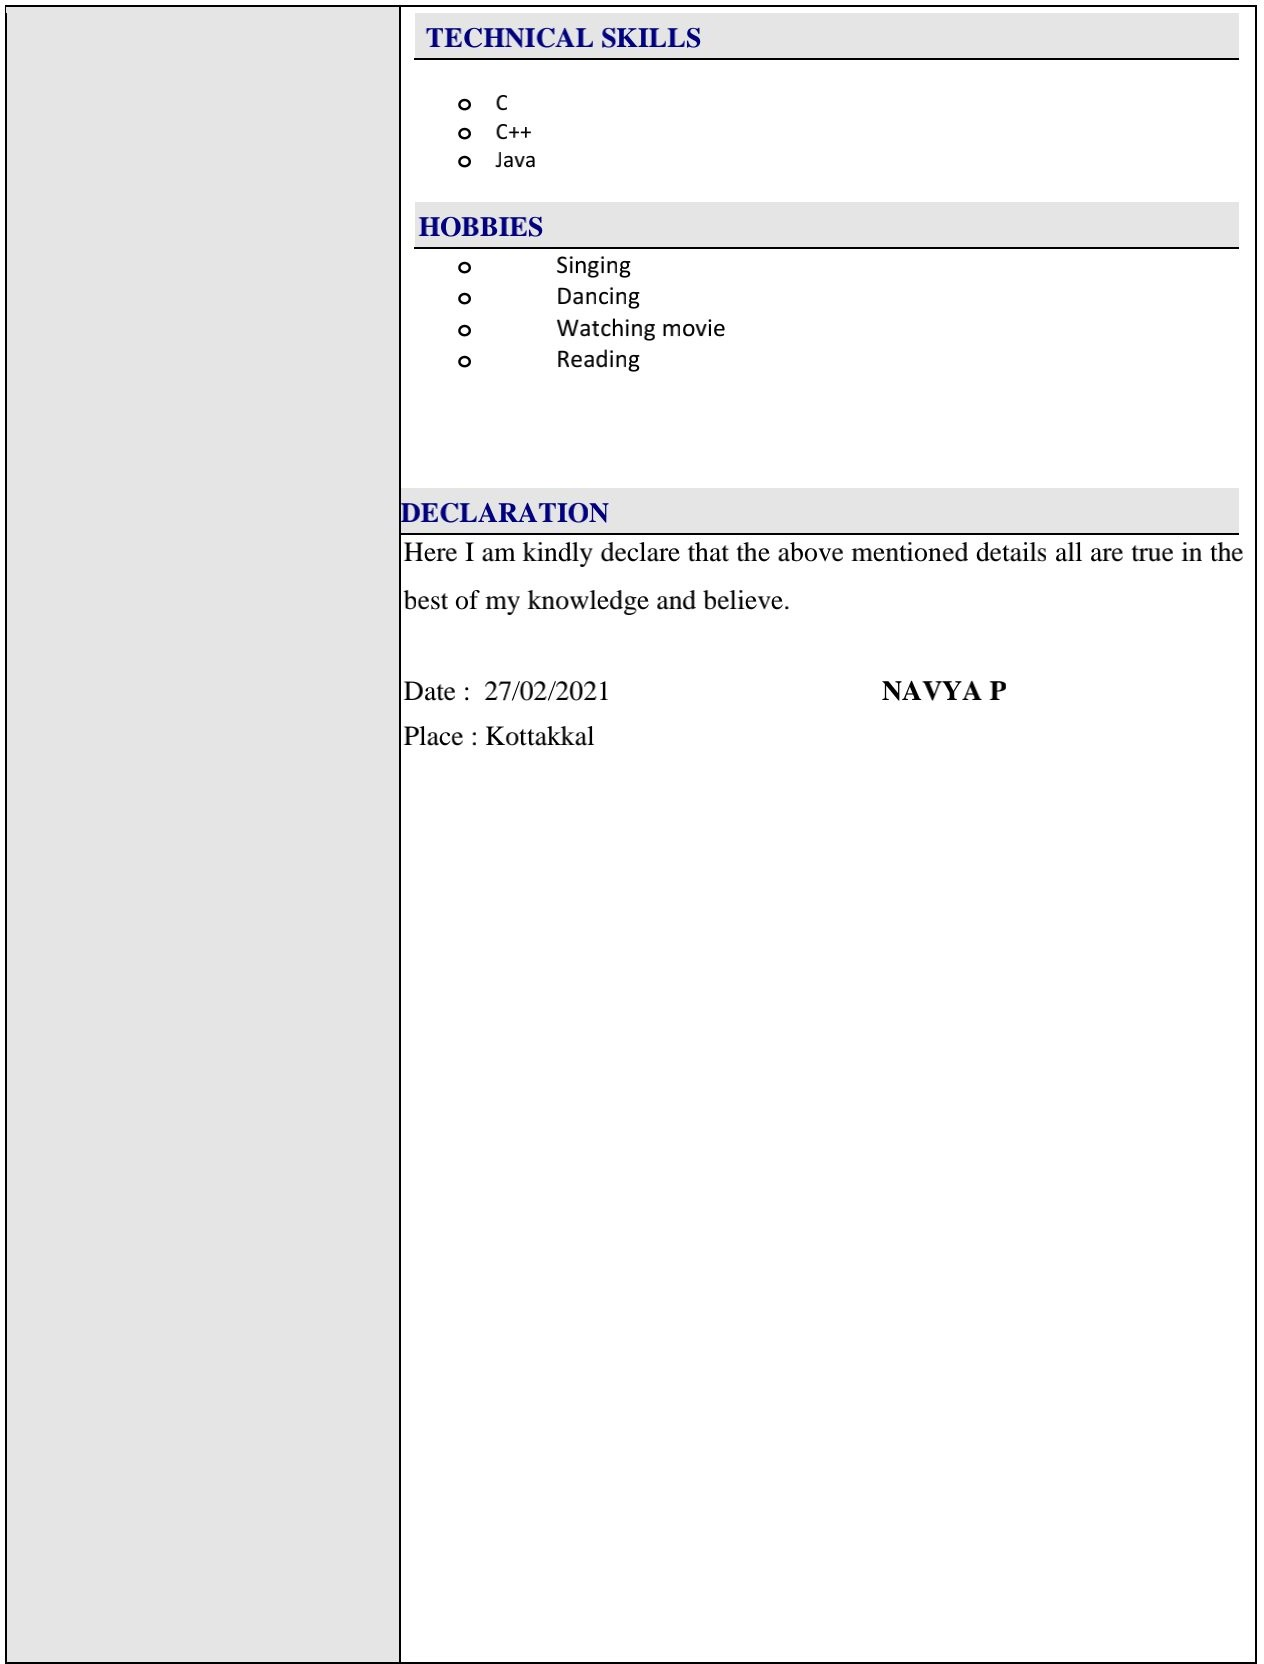 TECHNICAL SKILLS
o C
o C++
o Java
HOBBIES
o Singing
o Dancing
o Watching movie
o Reading
DECLARATION
Here I am kindly declare that the above mentioned details all are true in the
best of my knowledge and believe.
Date : 27/02/2021 NAVYA P
Place : Kottakkal